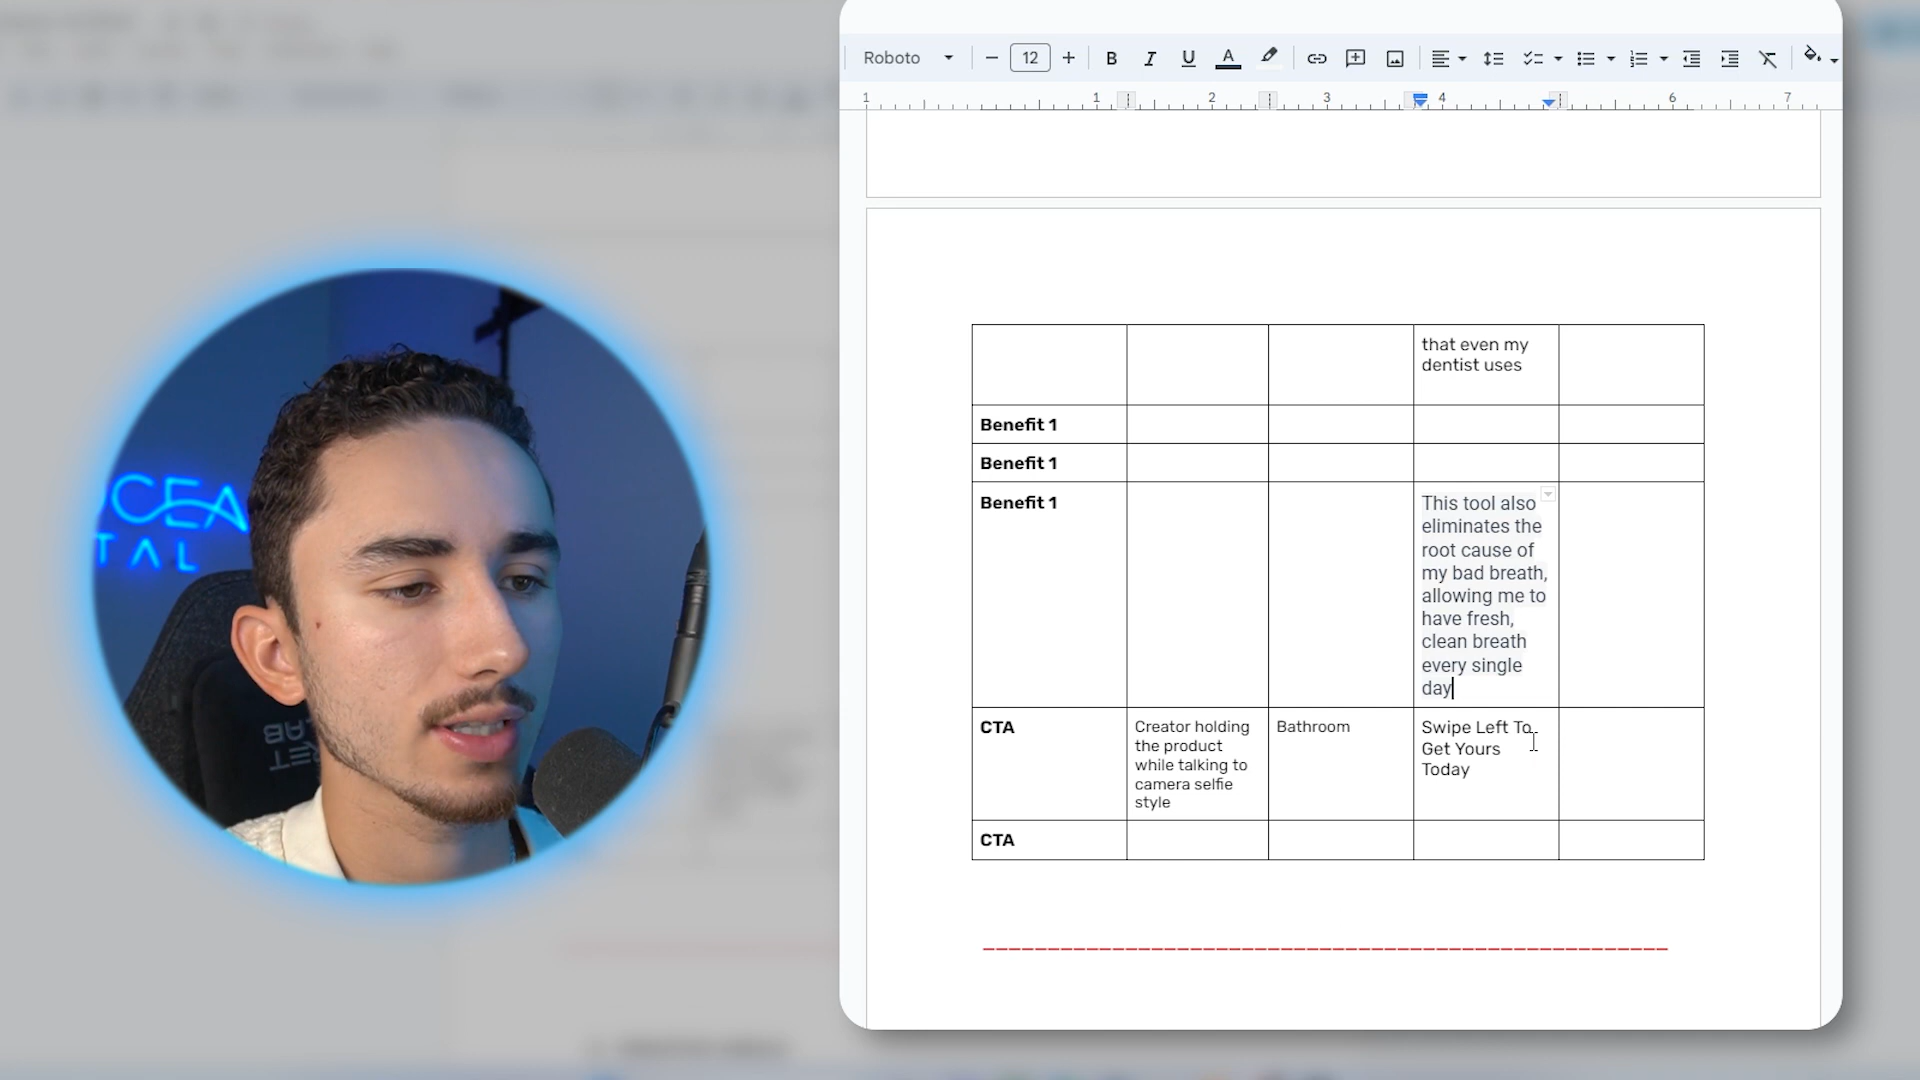 Roboto
12
1
1
2
3
4
6
7
that even my
dentist uses
Benefit 1
Benefit 1
Benefit 1
This tool also
eliminates the
root cause of
my bad breath,
allowing me to
have fresh,
clean breath
every single
day
CTA
Creator holding
the product
while talking to
camera selfie
style
Bathroom
Swipe Left To
Get Yours
Today
CTA